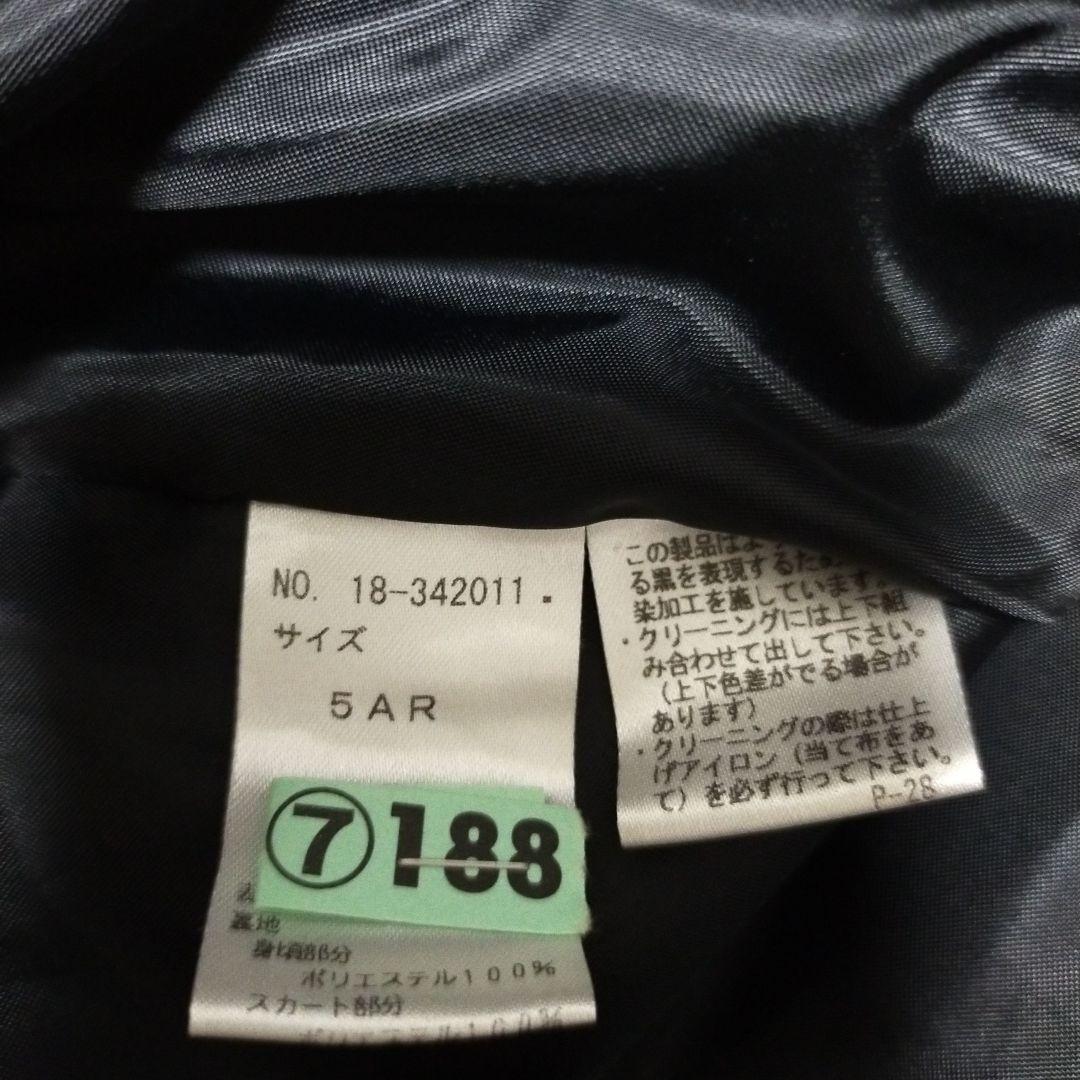 NO. 18-342011.
サイズ
5AR
⑦188
裏地
身頃部分
ポリエステル100%
スカート部分
この製品は
る黒を表現する
染加工を施しています
・クリーニングには上下組
み合わせて出して下さい。
(上下色差がでる場合が
あります)
・クリーニングの際は仕上
げアイロン(当て布をあ
て)を必ず行って下さい。
P-28